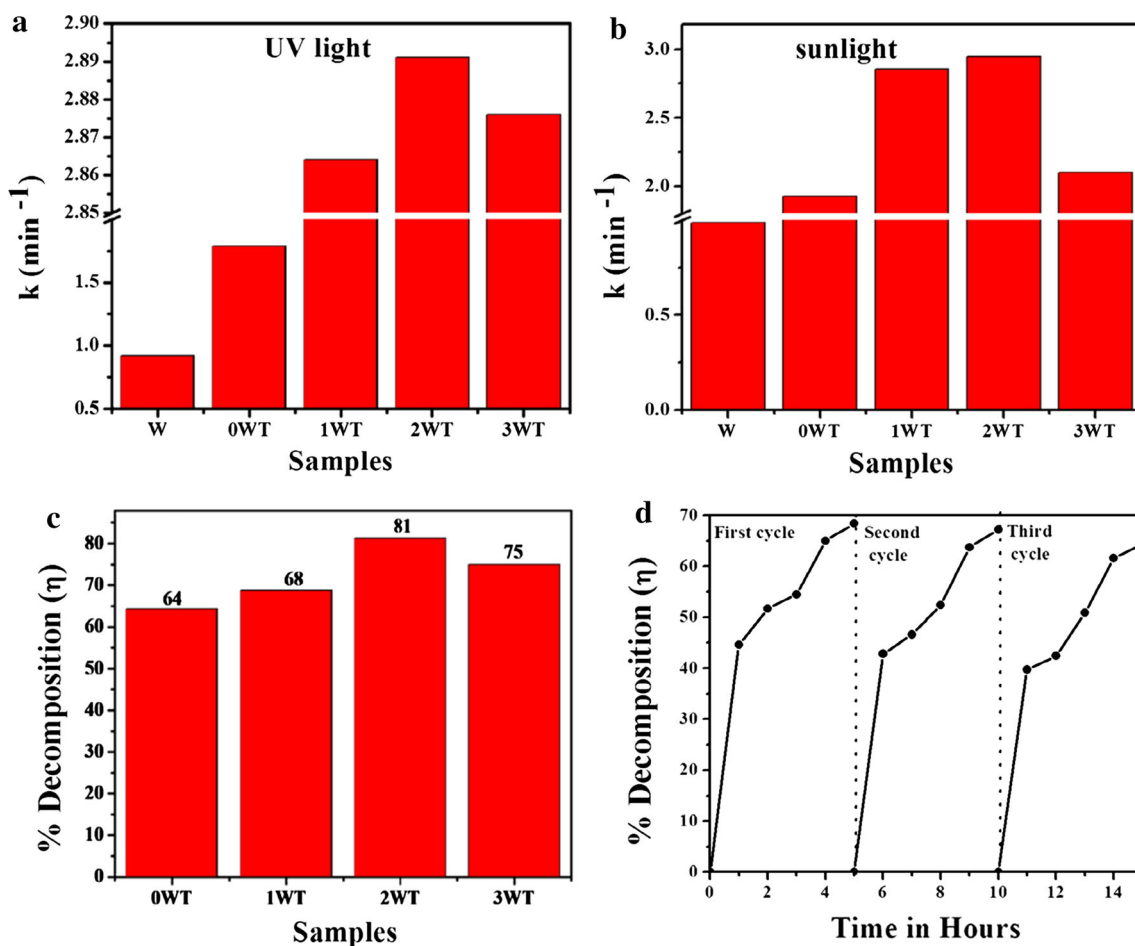 a
UV light
2.90
2.89
2.88
2.87
2.86
2.85
1.5
1.0
0.5
k (min -1)
W 0WT 1WT 2WT 3WT
Samples
b
sunlight
3.0
2.5
2.0
0.5
0.0
k (min -1)
W 0WT 1WT 2WT 3WT
Samples
c
80
70
60
50
40
30
20
10
0
% Decomposition (η)
64 68 81 75
0WT 1WT 2WT 3WT
Samples
d
70
60
50
40
30
20
10
0
% Decomposition (η)
First cycle
Second
cycle
Third
cycle
0 2 4 6 8 10 12 14
Time in Hours